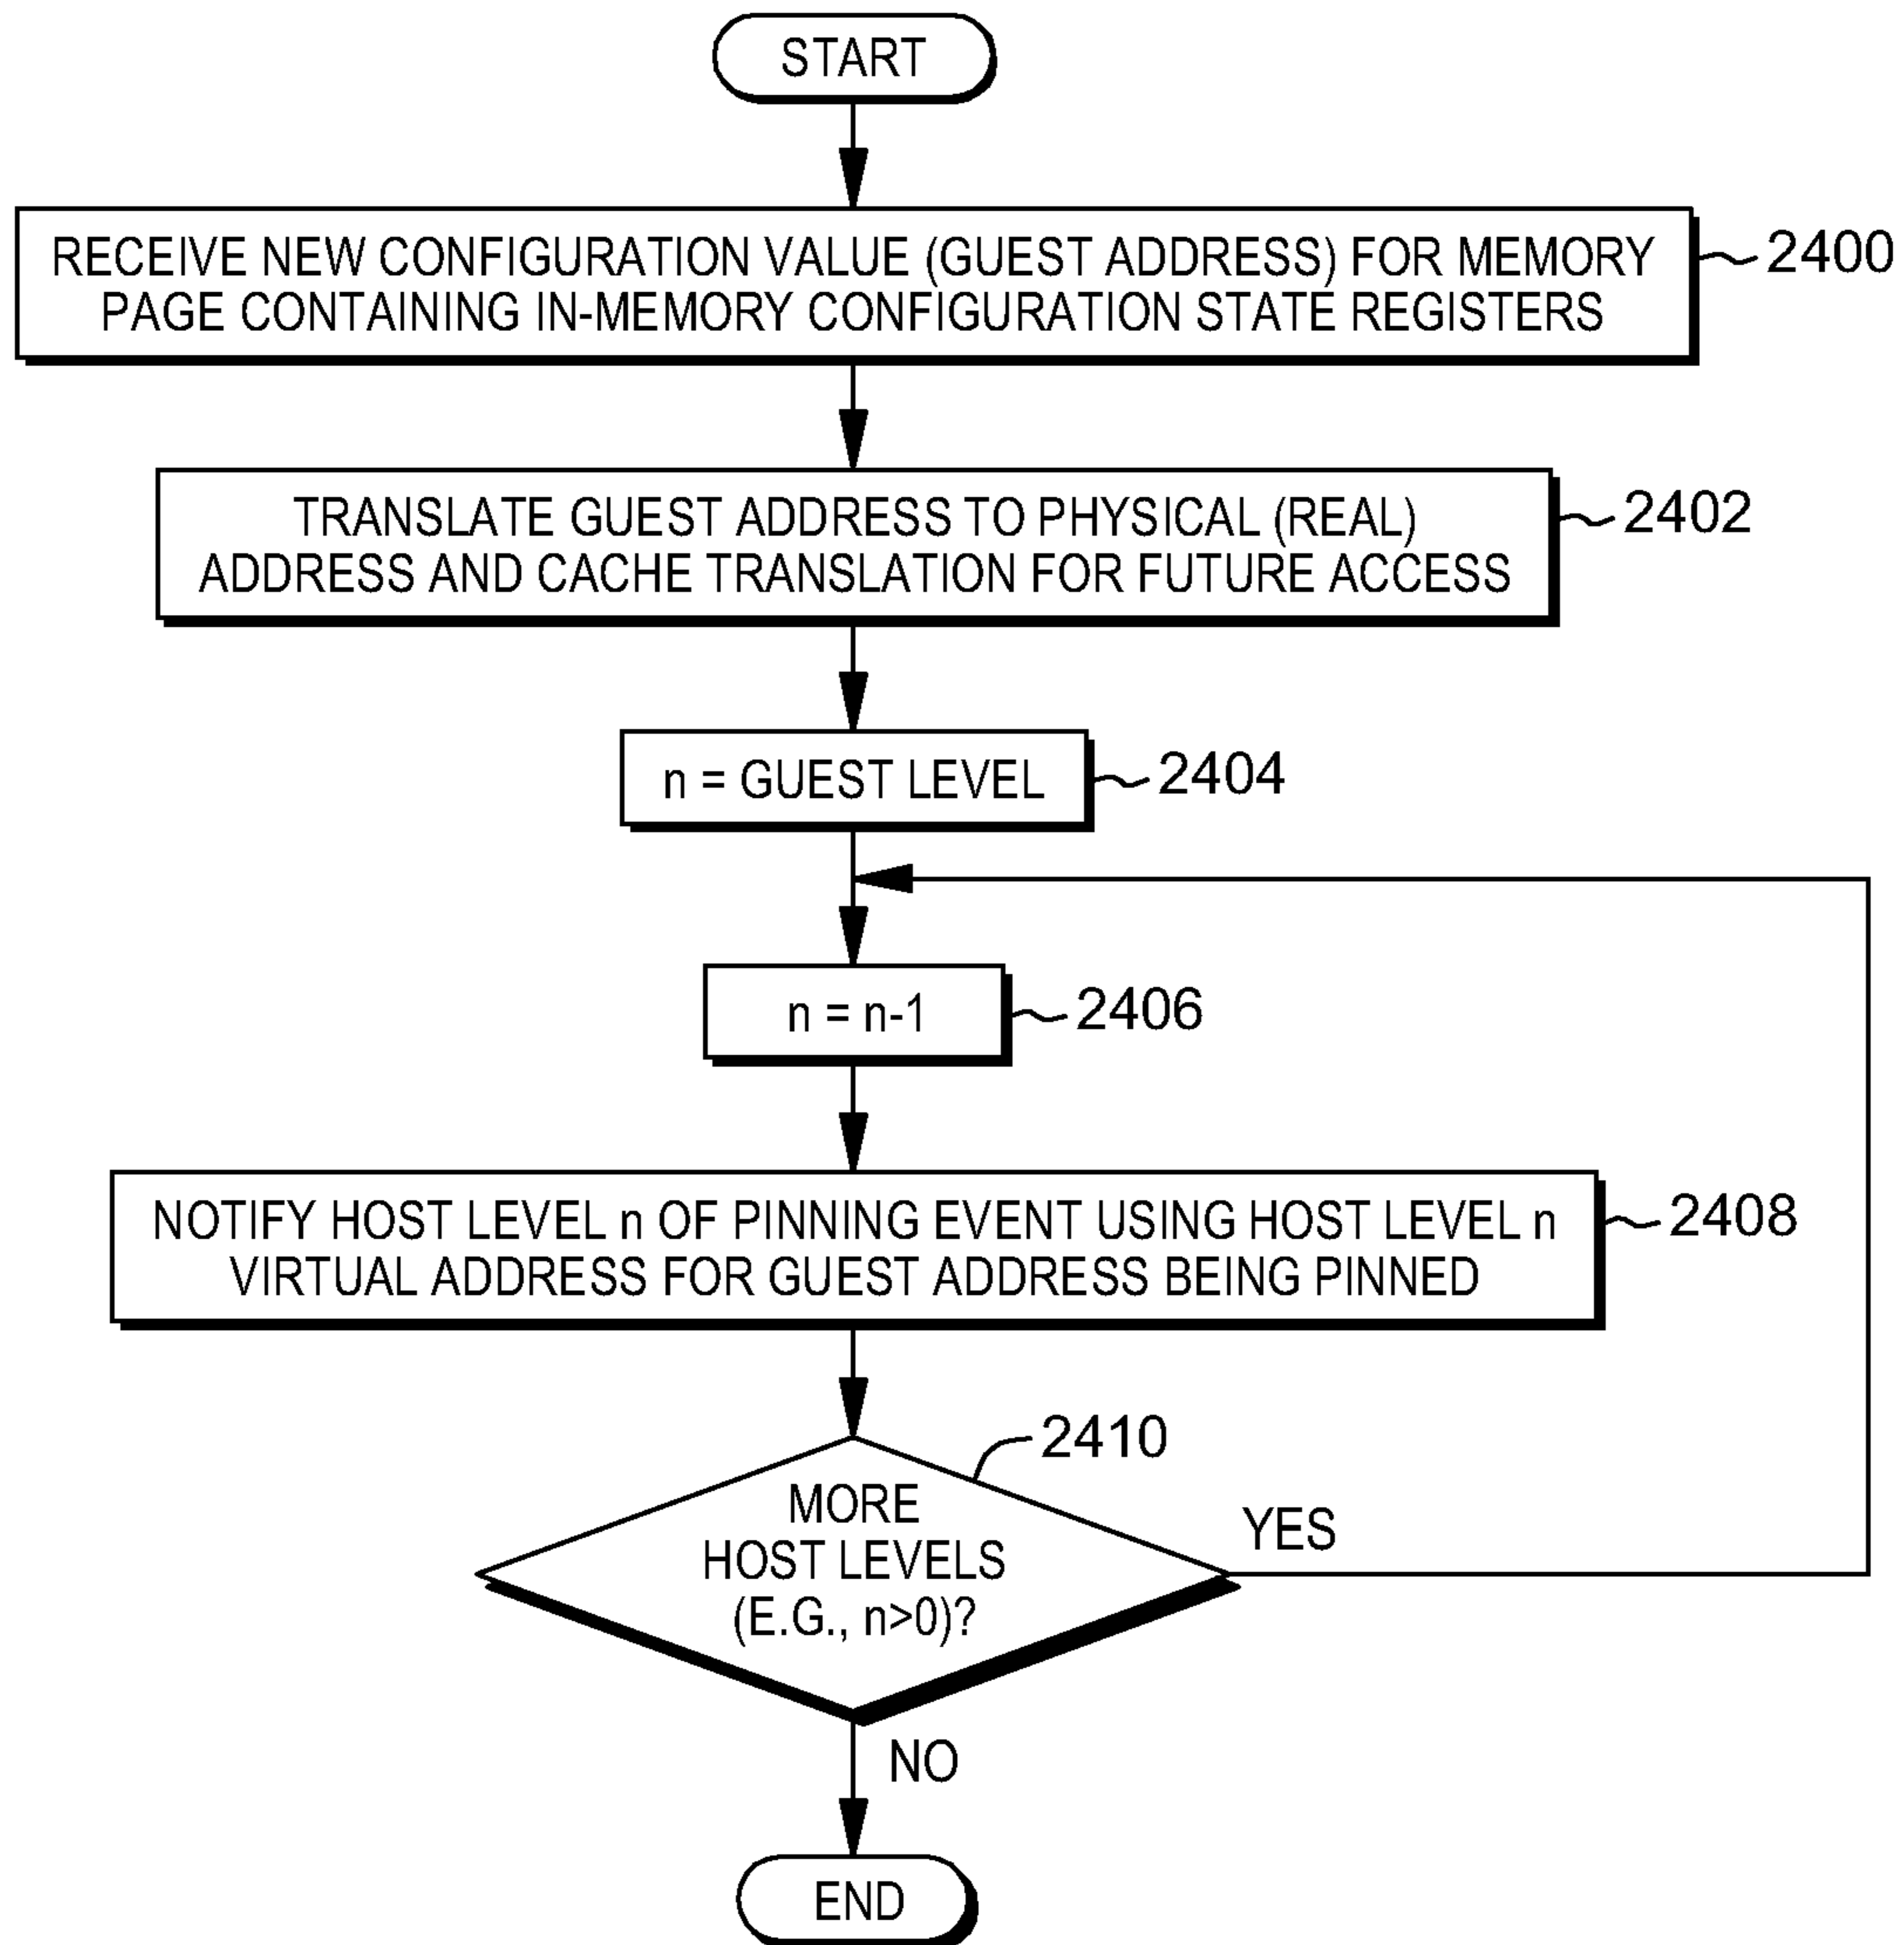 START
RECEIVE NEW CONFIGURATION VALUE (GUEST ADDRESS) FOR MEMORY
PAGE CONTAINING IN-MEMORY CONFIGURATION STATE REGISTERS
2400
TRANSLATE GUEST ADDRESS TO PHYSICAL (REAL)
ADDRESS AND CACHE TRANSLATION FOR FUTURE ACCESS
2402
n = GUEST LEVEL
2404
n = n-1
2406
NOTIFY HOST LEVEL n OF PINNING EVENT USING HOST LEVEL n
VIRTUAL ADDRESS FOR GUEST ADDRESS BEING PINNED
2408
2410
MORE
HOST LEVELS
(E.G., n>0)?
YES
NO
END